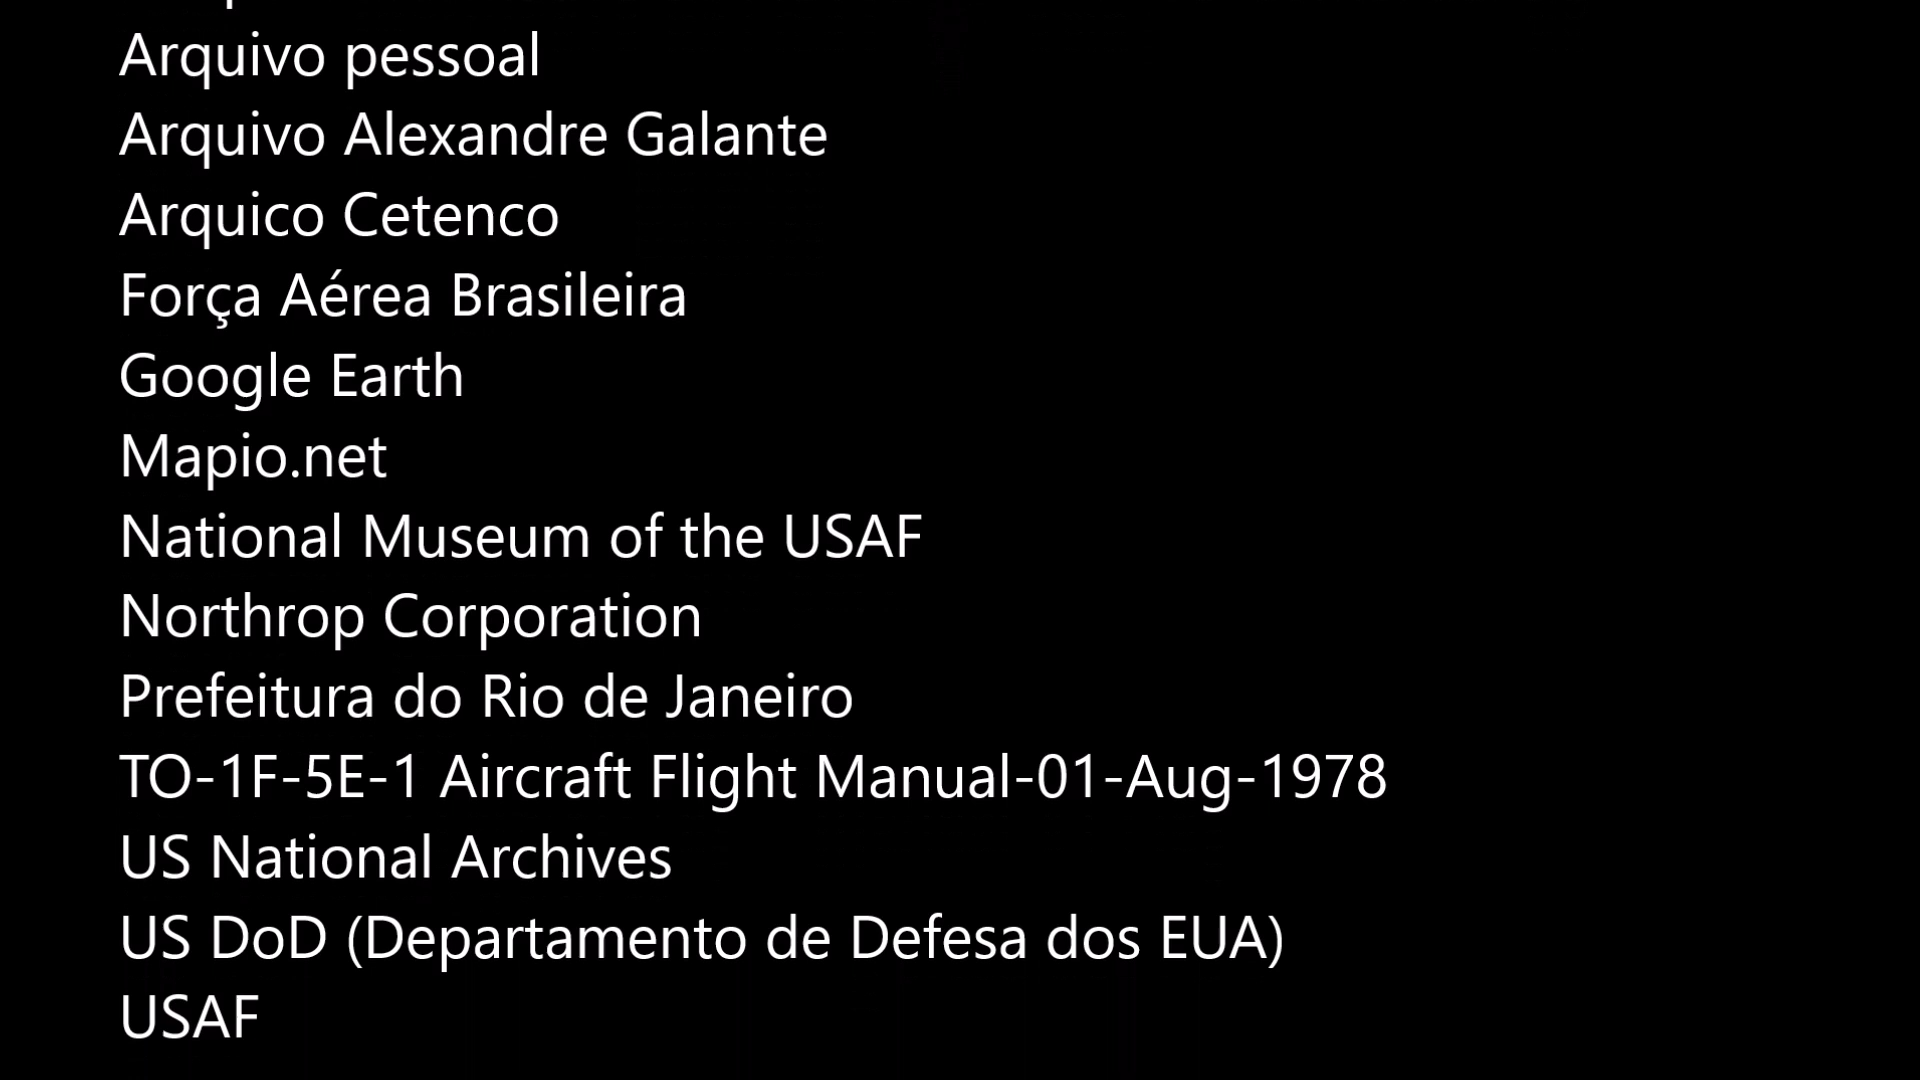 Arquivo pessoal
Arquivo Alexandre Galante
Arquico Cetenco
Força Aérea Brasileira
Google Earth
Mapio.net
National Museum of the USAF
Northrop Corporation
Prefeitura do Rio de Janeiro
TO-1F-5E-1 Aircraft Flight Manual-01-Aug-1978
US National Archives
US DoD (Departamento de Defesa dos EUA)
USAF